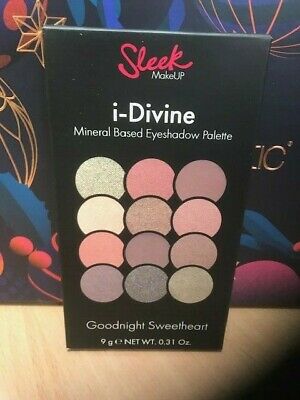 Sleek
MakeUP
i-Divine
Mineral Based Eyeshadow Palette
Goodnight Sweetheart
9 g ℮ NET WT. 0.31 Oz.